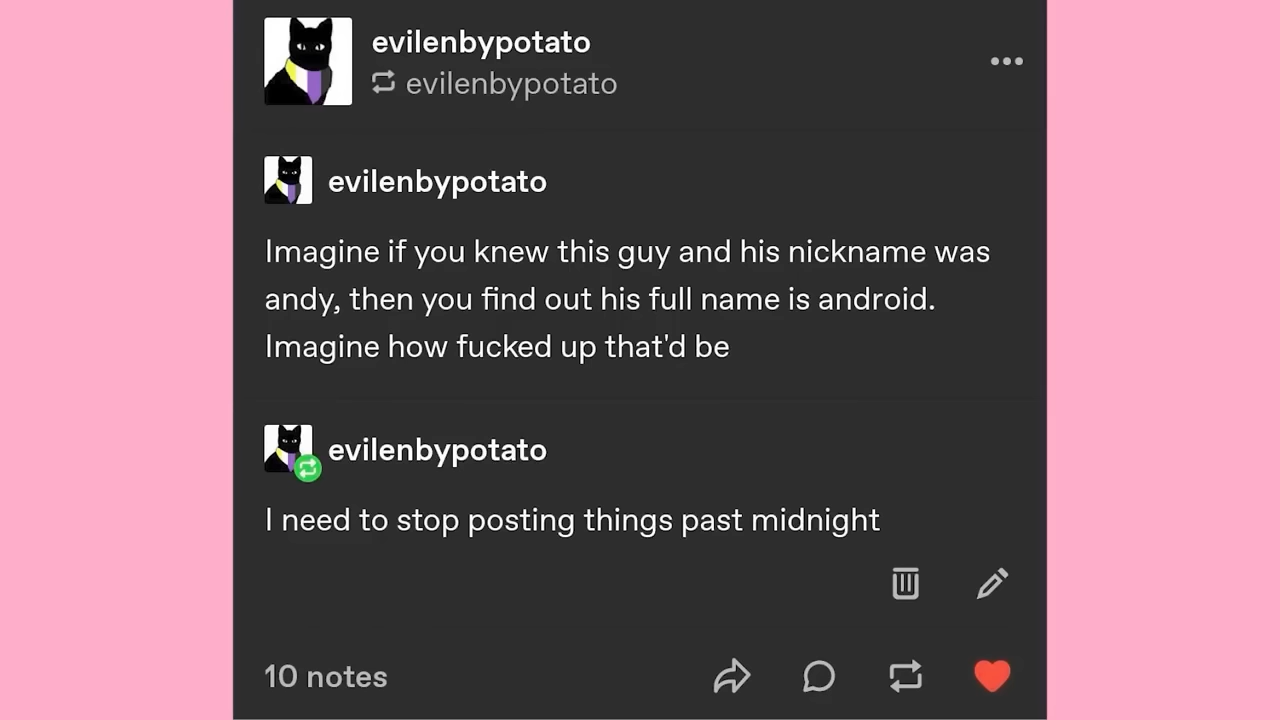 evilenbypotato
evilenbypotato
evilenbypotato
Imagine if you knew this guy and his nickname was
andy, then you find out his full name is android.
Imagine how fucked up that'd be
evilenbypotato
I need to stop posting things past midnight
10 notes